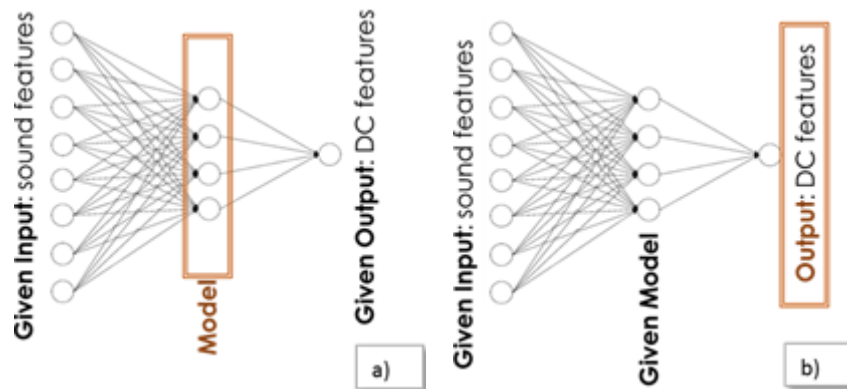 Given Input: sound features
Model
Given Output: DC features
a)
Given Input: sound features
Given Model
Output: DC features
b)